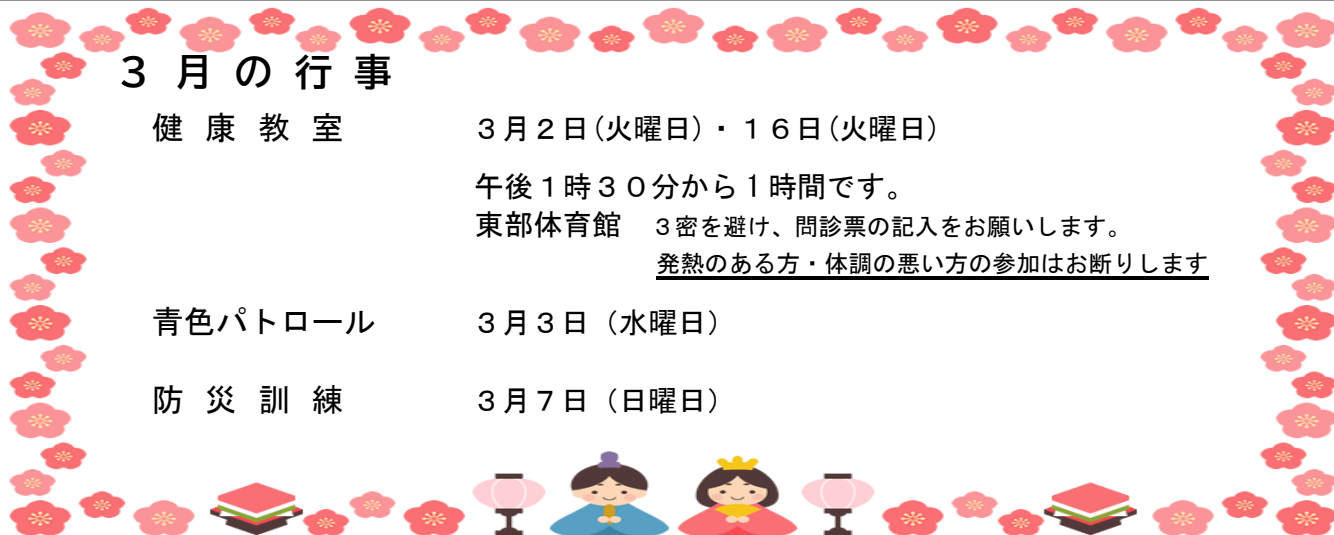 ３月の行事
健康教室　３月２日(火曜日)・１６日(火曜日)
午後１時３０分から１時間です。
東部体育館　３密を避け、問診票の記入をお願いします。
発熱のある方・体調の悪い方の参加はお断りします
青色パトロール　３月３日（水曜日）
防災訓練　３月７日（日曜日）